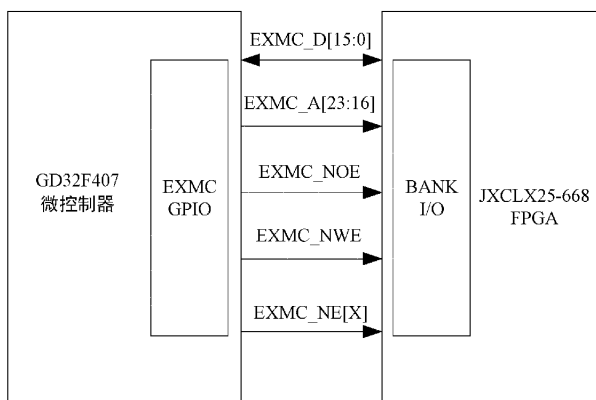 EXMC_D[15:0]
EXMC_A[23:16]
GD32F407
微控制器
EXMC
GPIO
EXMC_NOE
BANK
I/O
JXCLX25-668
FPGA
EXMC_NWE
EXMC_NE[X]